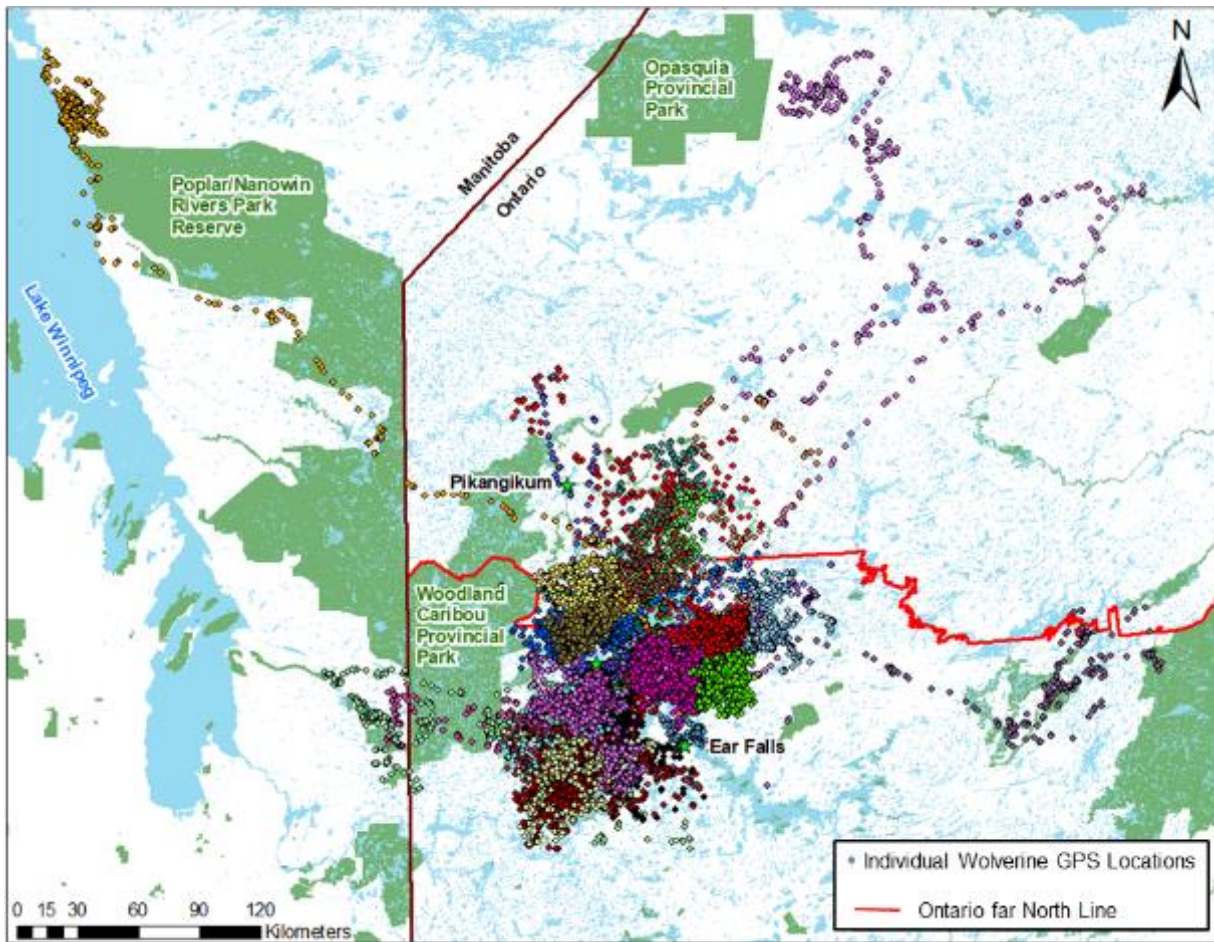 N
Opasquia
Provincial
Park
Manitoba
Ontario
Poplar/Nanowin
Rivers Park
Reserve
Lake Winnipeg
Pikangikum
Woodland
Caribou
Provincial
Park
Ear Falls
Individual Wolverine GPS Locations
Ontario far North Line
0 15 30 60 90 120
Kilometers